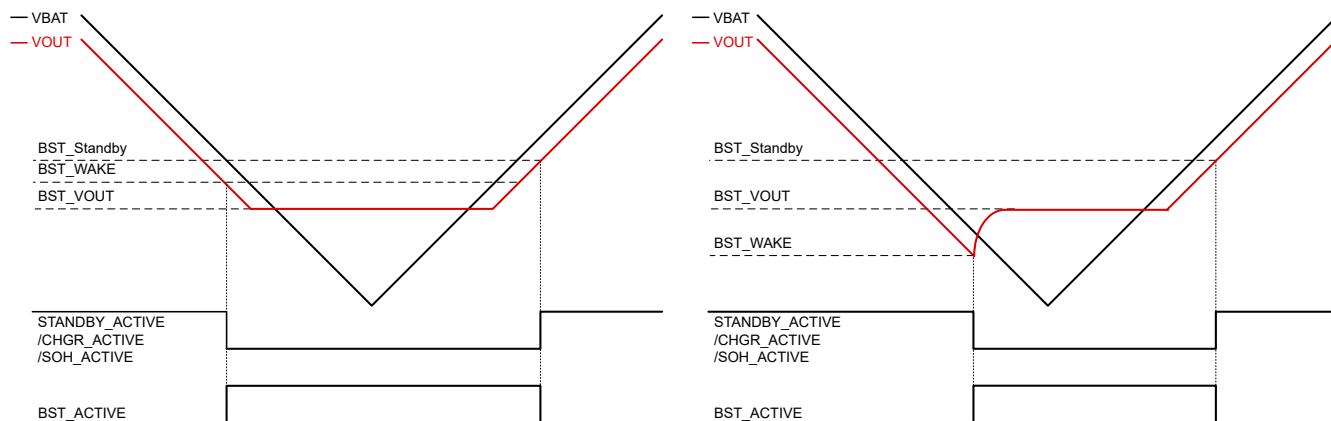 VBAT
VOUT
BST_Standby
BST_WAKE
BST_VOUT
STANDBY_ACTIVE
/CHGR_ACTIVE
/SOH_ACTIVE
BST_ACTIVE
VBAT
VOUT
BST_Standby
BST_VOUT
BST_WAKE
STANDBY_ACTIVE
/CHGR_ACTIVE
/SOH_ACTIVE
BST_ACTIVE